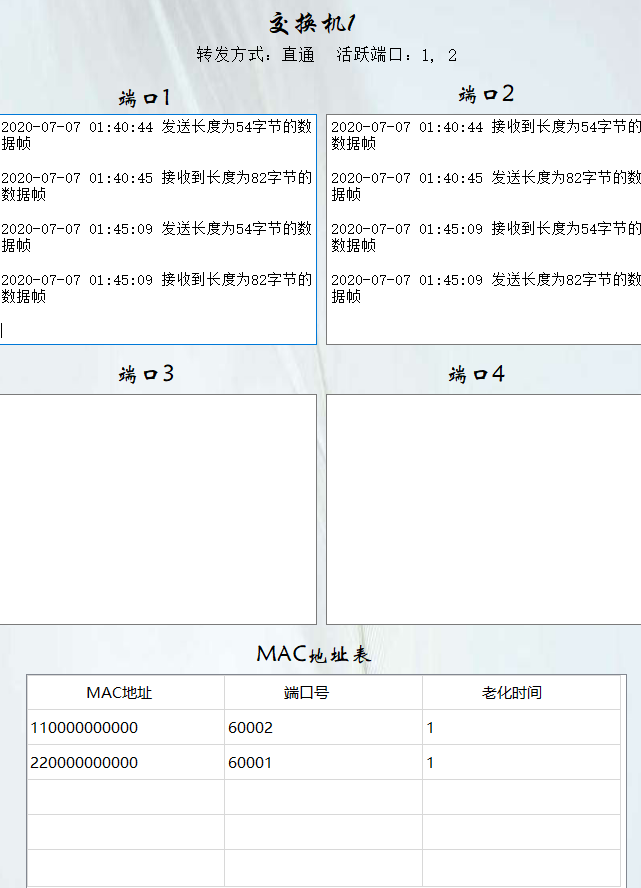 交换机1
转发方式：直通 活跃端口：1, 2
端口1
端口2
2020-07-07 01:40:44 发送长度为54字节的数
据帧
2020-07-07 01:40:45 接收到长度为82字节的
数据帧
2020-07-07 01:45:09 发送长度为54字节的数
据帧
2020-07-07 01:45:09 接收到长度为82字节的
数据帧
2020-07-07 01:40:44 接收到长度为54字节的
数据帧
2020-07-07 01:40:45 发送长度为82字节的数
据帧
2020-07-07 01:45:09 接收到长度为54字节的
数据帧
2020-07-07 01:45:09 发送长度为82字节的数
据帧
端口3
端口4
MAC地址表
MAC地址 端口号 老化时间
110000000000 60002 1
220000000000 60001 1